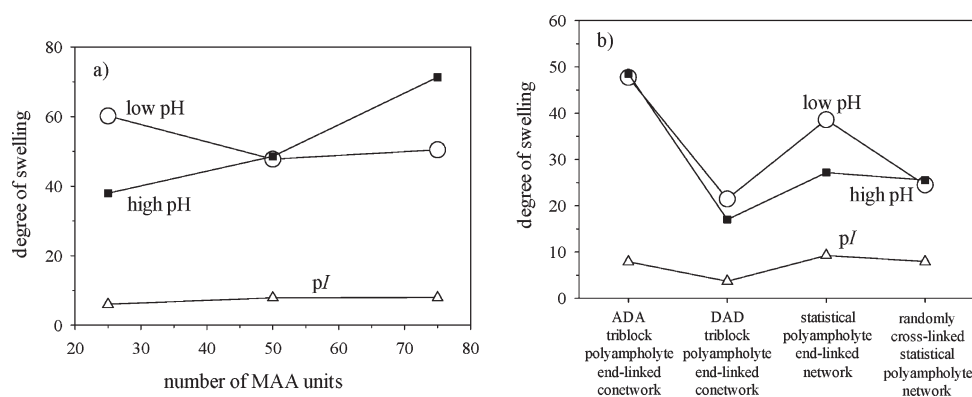 a)
degree of swelling
80
60
40
20
0
low pH
high pH
pI
20 30 40 50 60 70 80
number of MAA units
b)
degree of swelling
60
50
40
30
20
10
0
low pH
high pH
pI
ADA
triblock
polyampholyte
end-linked
conetwork
DAD
triblock
polyampholyte
end-linked
conetwork
statistical
polyampholyte
end-linked
network
randomly
cross-linked
statistical
polyampholyte
network